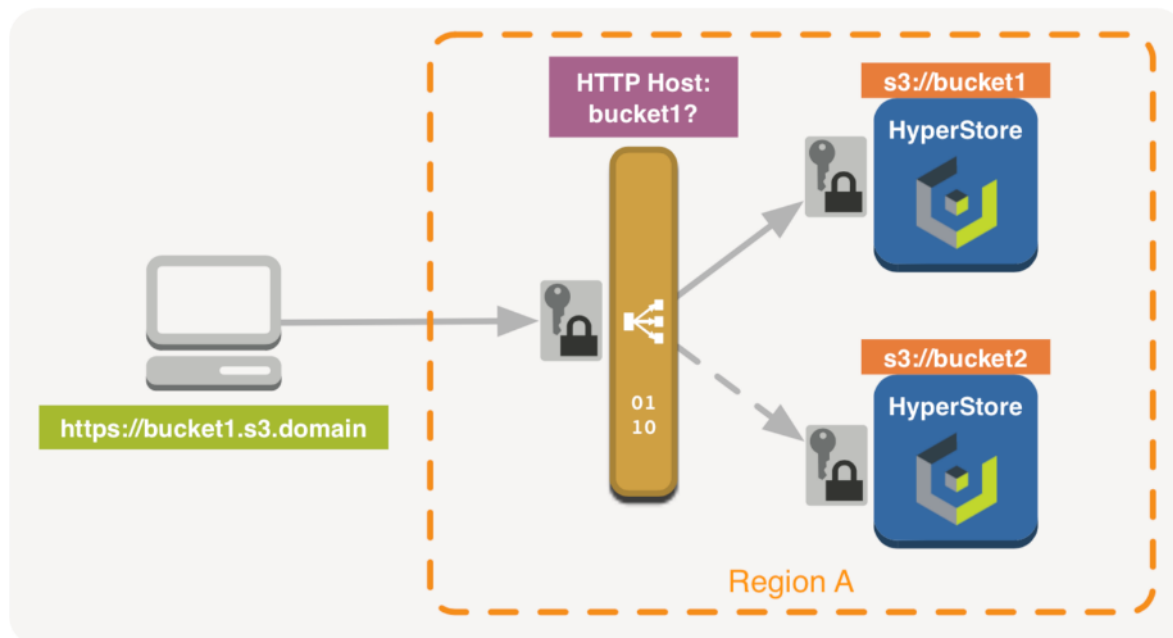 HTTP Host:
bucket1?
s3://bucket1
HyperStore
https://bucket1.s3.domain
01
10
s3://bucket2
HyperStore
Region A